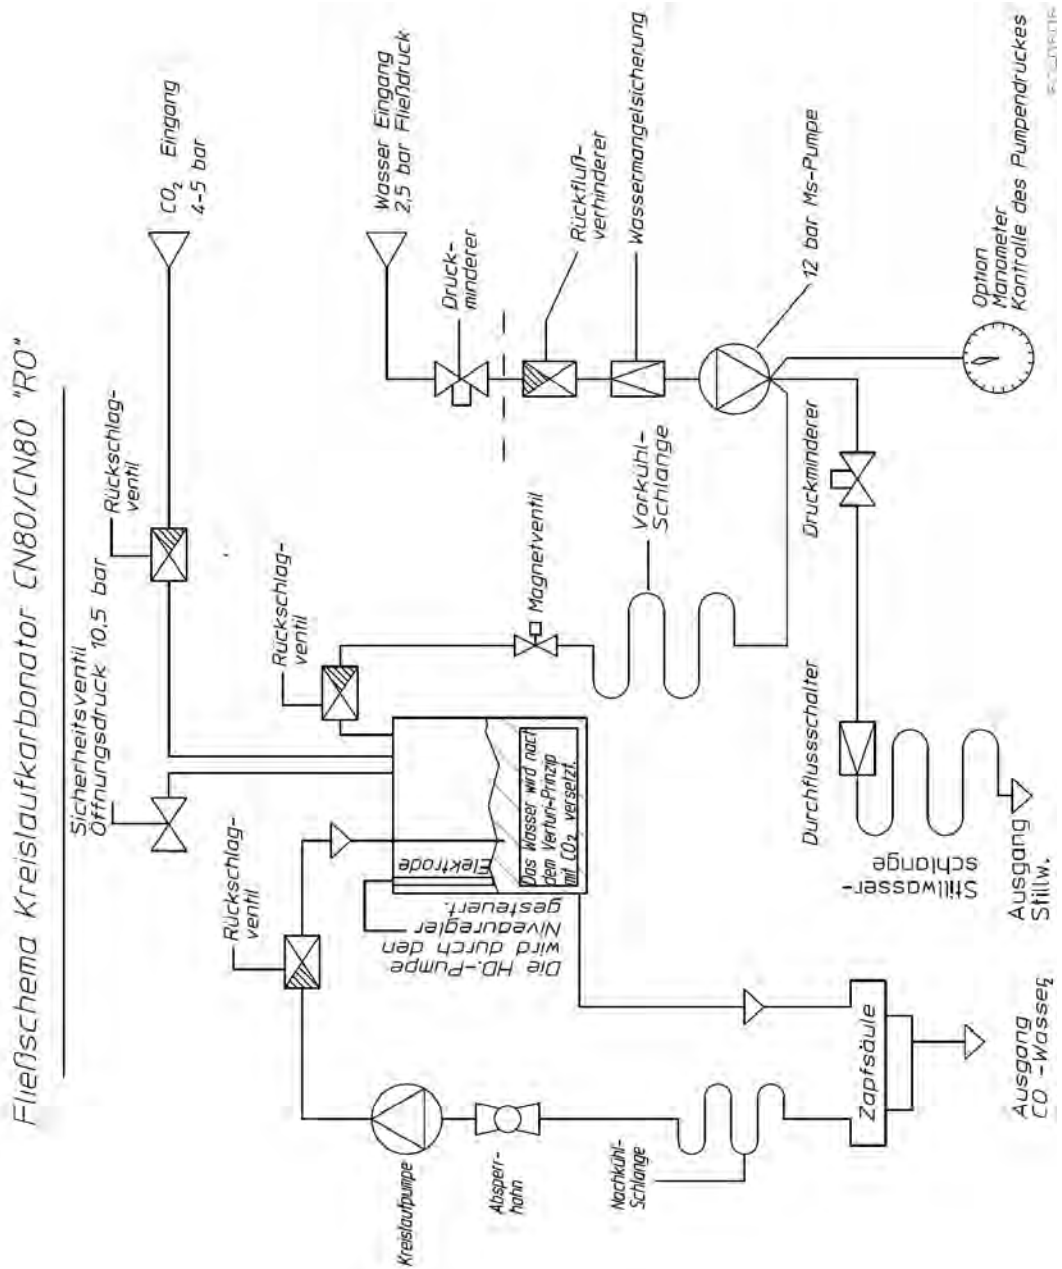 Fließschema Kreislaufkarbonator CN80/CN80 "RO"
Sicherheitsventil
Öffnungsdruck 10,5 bar
Rückschlag-
ventil
CO₂ Eingang
4-5 bar
Rückschlag-
ventil
Rückschlag-
ventil
Wasser Eingang
2,5 bar Fließdruck
Druck-
minderer
Rückfluß-
verhinderer
Wassermangelsicherung
12 bar Ms-Pumpe
Option
Manometer
Kontrolle des Pumpendruckes
Magnetventil
Vorkühl-
Schlange
Druckminderer
Durchflussschalter
Stillwasser-
schlange
Ausgang
Stillw.
Elektrode
Das Wasser wird nach
dem Verturi-Prinzip
mit CO₂ versetzt.
Die HD.-Pumpe
wird durch den
Niveauregler
gesteuert.
Kreislaufpumpe
Absperr-
hahn
Nachkühl-
Schlange
Zapfsäule
Ausgang
CO₂-Wasser